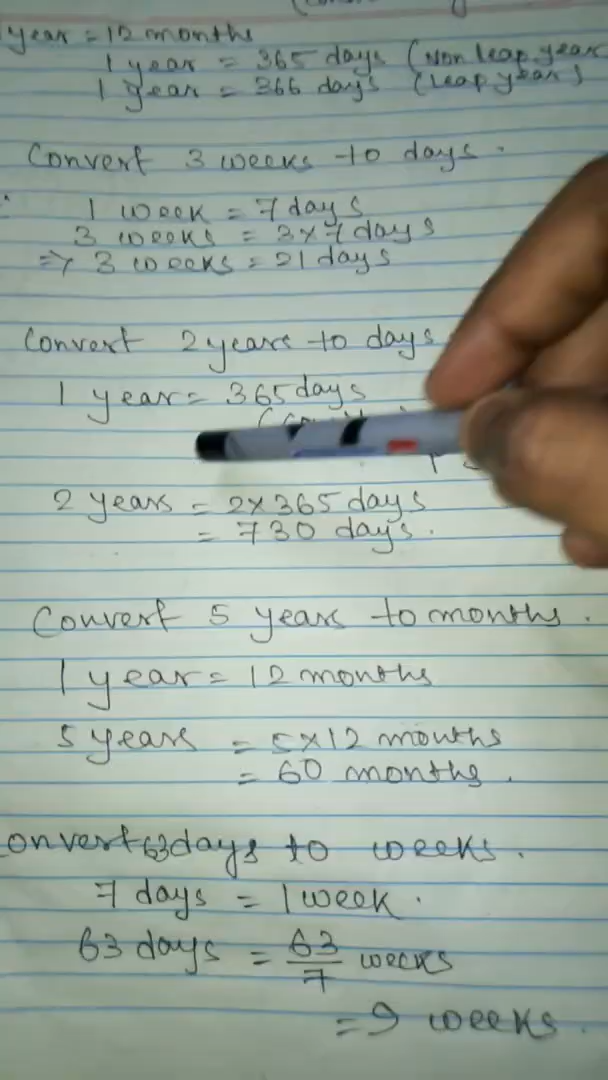 year = 12 months
1 year = 365 days (Non leap year
1 year = 366 days (leap year)
Convert 3 weeks to days.
1 week = 7 days
3 weeks = 3×7 days
=> 3 weeks = 21 days
Convert 2 years to days
1 year = 365 days
2 years = 2×365 days
= 730 days.
Convert 5 years to months.
1 year = 12 months
5 years = 5×12 months
= 60 months.
onvert 63 days to weeks.
7 days = 1 week.
63 days = 63/7 weeks
= 9 weeks.